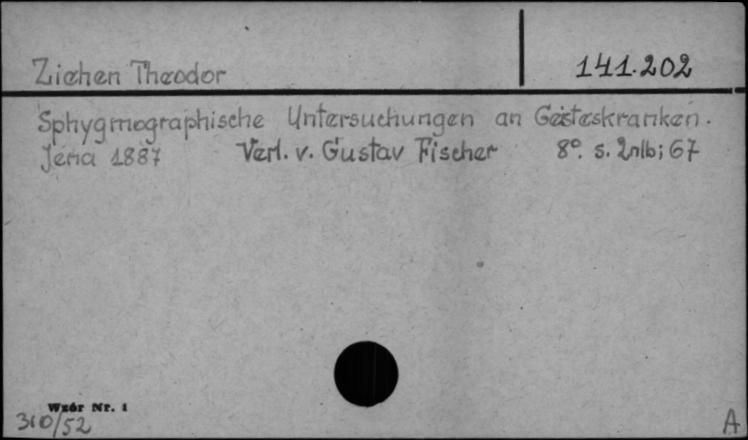 Ziehen Theodor 141.202
Sphygmographische Untersuchungen an Geisteskranken.
Jena 1887 Verl. v. Gustav Fischer 8°. s. 2nlb; 67
Wzór Nr. 1
310/52
A